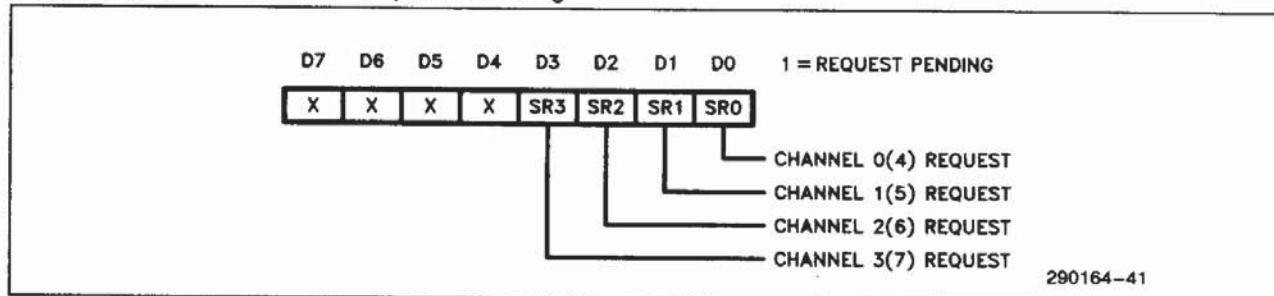 D7 D6 D5 D4 D3 D2 D1 D0 1 = REQUEST PENDING
X X X X SR3 SR2 SR1 SR0
CHANNEL 0(4) REQUEST
CHANNEL 1(5) REQUEST
CHANNEL 2(6) REQUEST
CHANNEL 3(7) REQUEST
290164-41